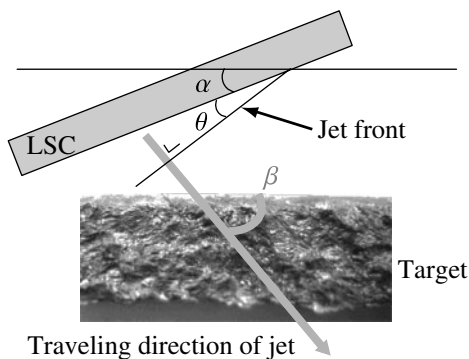 α
θ
LSC
Jet front
β
Target
Traveling direction of jet